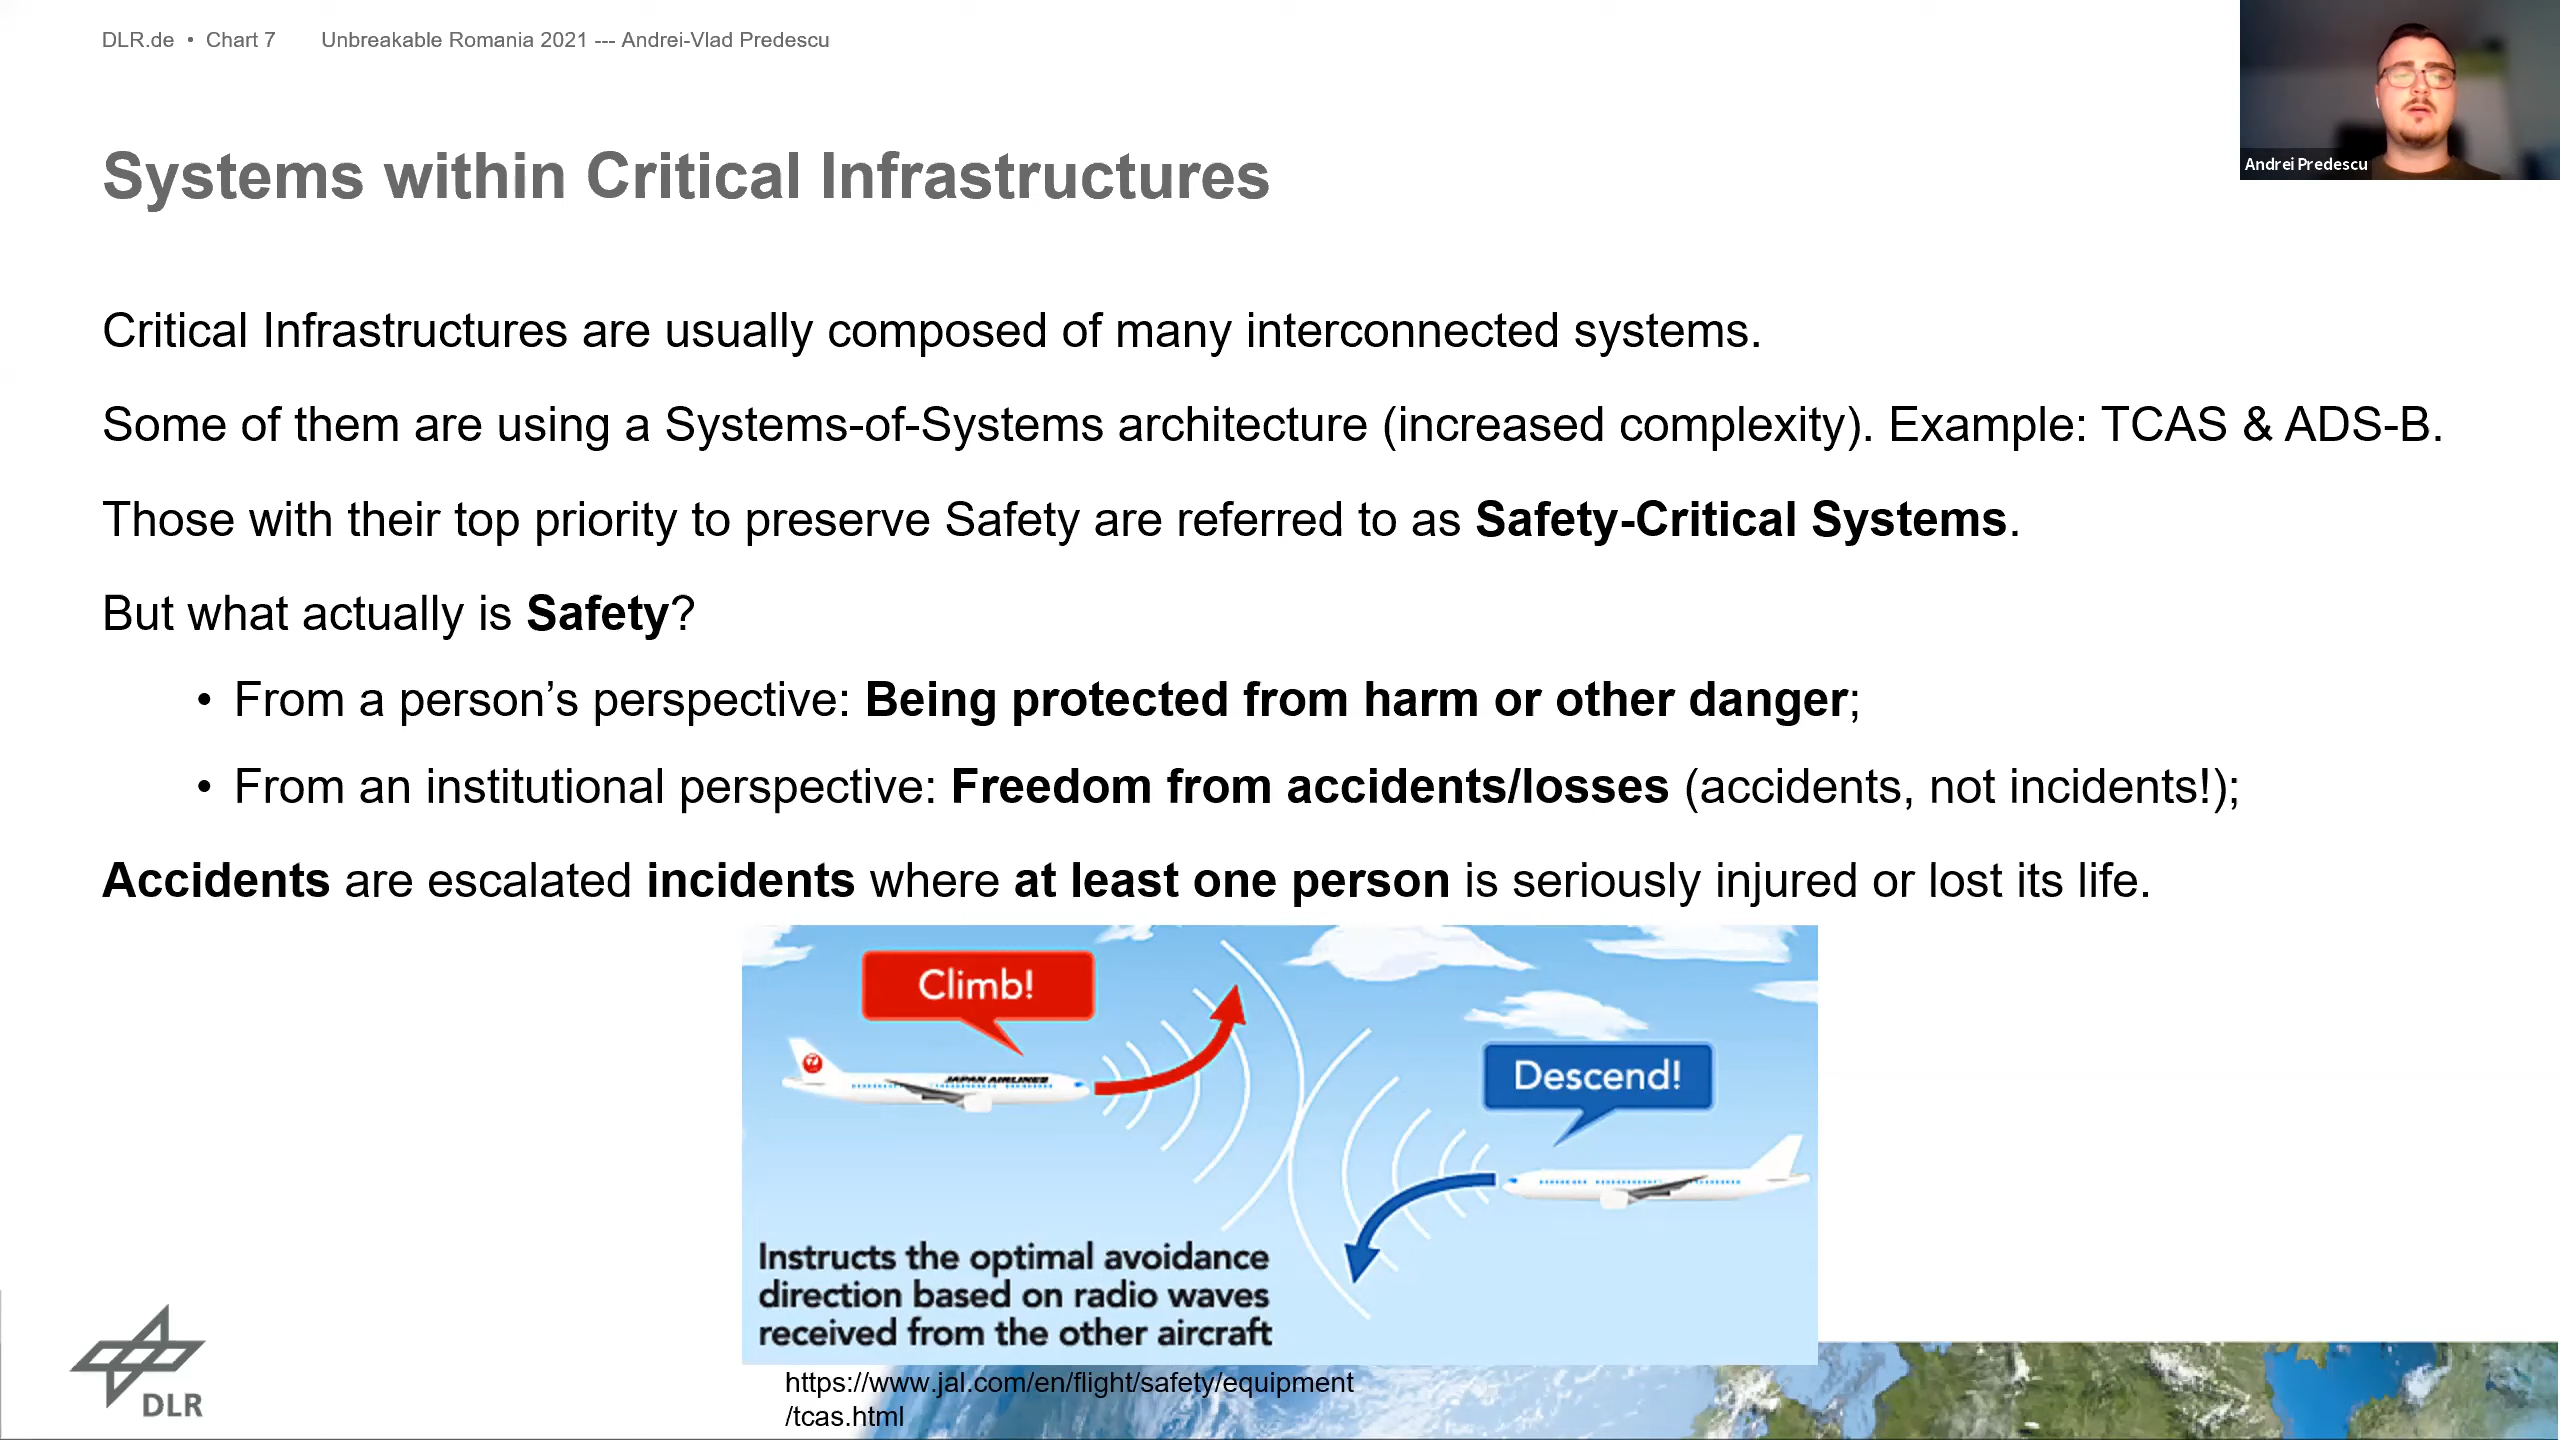 DLR.de • Chart 7 Unbreakable Romania 2021 --- Andrei-Vlad Predescu
Andrei Predescu
Systems within Critical Infrastructures
Critical Infrastructures are usually composed of many interconnected systems.
Some of them are using a Systems-of-Systems architecture (increased complexity). Example: TCAS & ADS-B.
Those with their top priority to preserve Safety are referred to as Safety-Critical Systems.
But what actually is Safety?
• From a person’s perspective: Being protected from harm or other danger;
• From an institutional perspective: Freedom from accidents/losses (accidents, not incidents!);
Accidents are escalated incidents where at least one person is seriously injured or lost its life.
Climb!
JAPAN AIRLINES
Descend!
Instructs the optimal avoidance
direction based on radio waves
received from the other aircraft
https://www.jal.com/en/flight/safety/equipment
/tcas.html
DLR